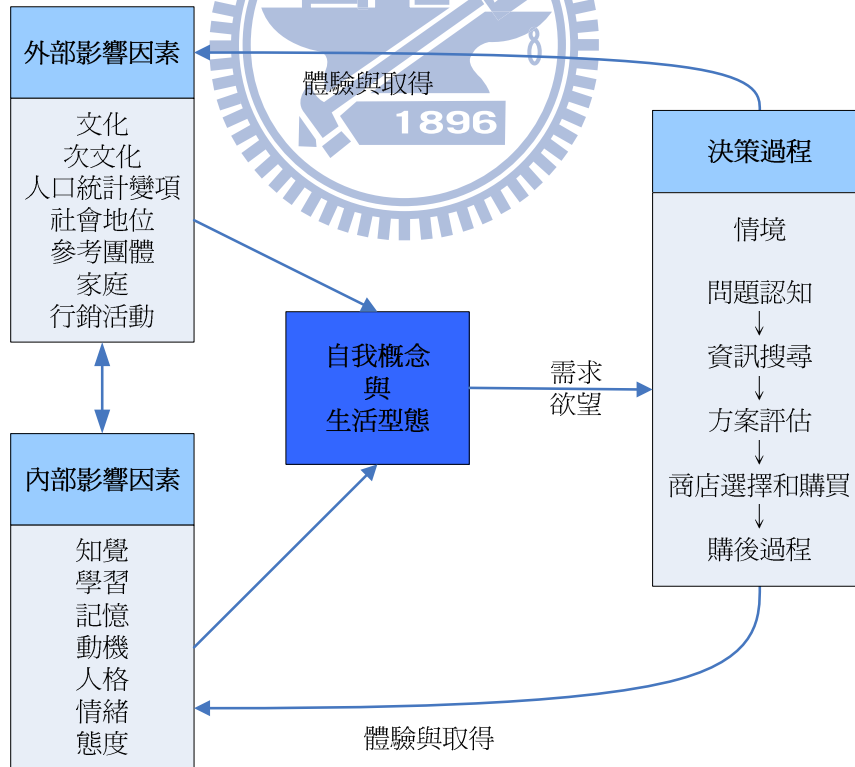 外部影響因素
文化
次文化
人口統計變項
社會地位
參考團體
家庭
行銷活動
體驗與取得
1896
決策過程
情境
問題認知
↓
資訊搜尋
↓
方案評估
↓
商店選擇和購買
↓
購後過程
自我概念
與
生活型態
需求
欲望
內部影響因素
知覺
學習
記憶
動機
人格
情緒
態度
體驗與取得